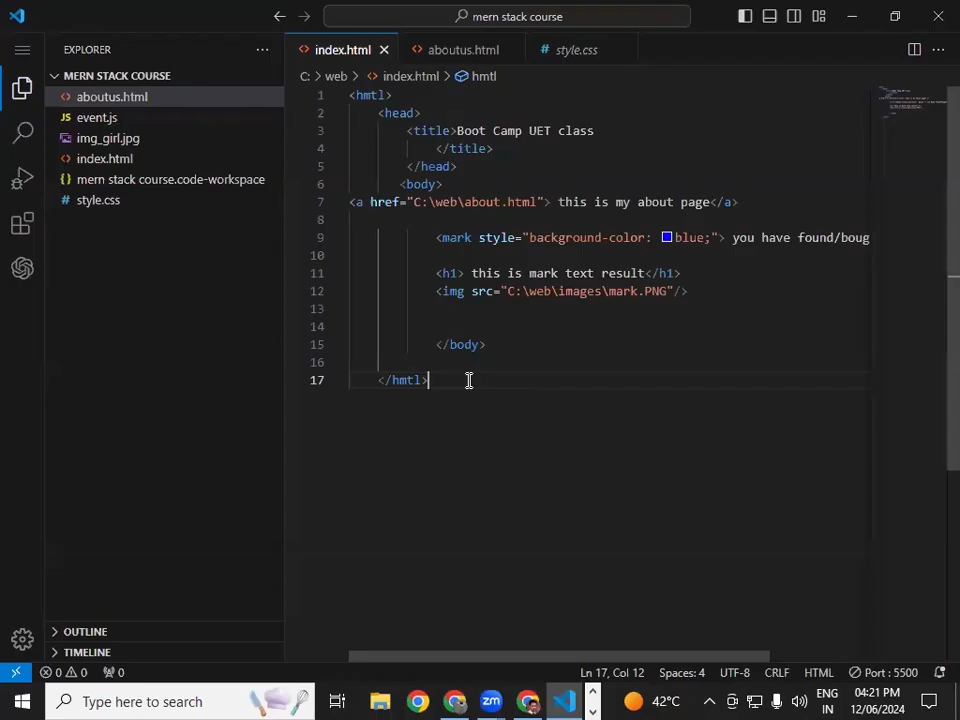 mern stack course
EXPLORER
index.html
aboutus.html
style.css
MERN STACK COURSE
C: > web > index.html > hmtl
aboutus.html
event.js
img_girl.jpg
index.html
mern stack course.code-workspace
style.css
1 <hmtl>
2 <head>
3 <title>Boot Camp UET class
4 </title>
5 </head>
6 <body>
7 <a href="C:\web\about.html"> this is my about page</a>
8
9 <mark style="background-color: blue;"> you have found/boug
10
11 <h1> this is mark text result</h1>
12 <img src="C:\web\images\mark.PNG"/>
13
14
15 </body>
16
17 </hmtl>
OUTLINE
TIMELINE
0 0 0 Ln 17, Col 12 Spaces: 4 UTF-8 CRLF HTML Port : 5500
Type here to search
42°C
ENG
IN
04:21 PM
12/06/2024